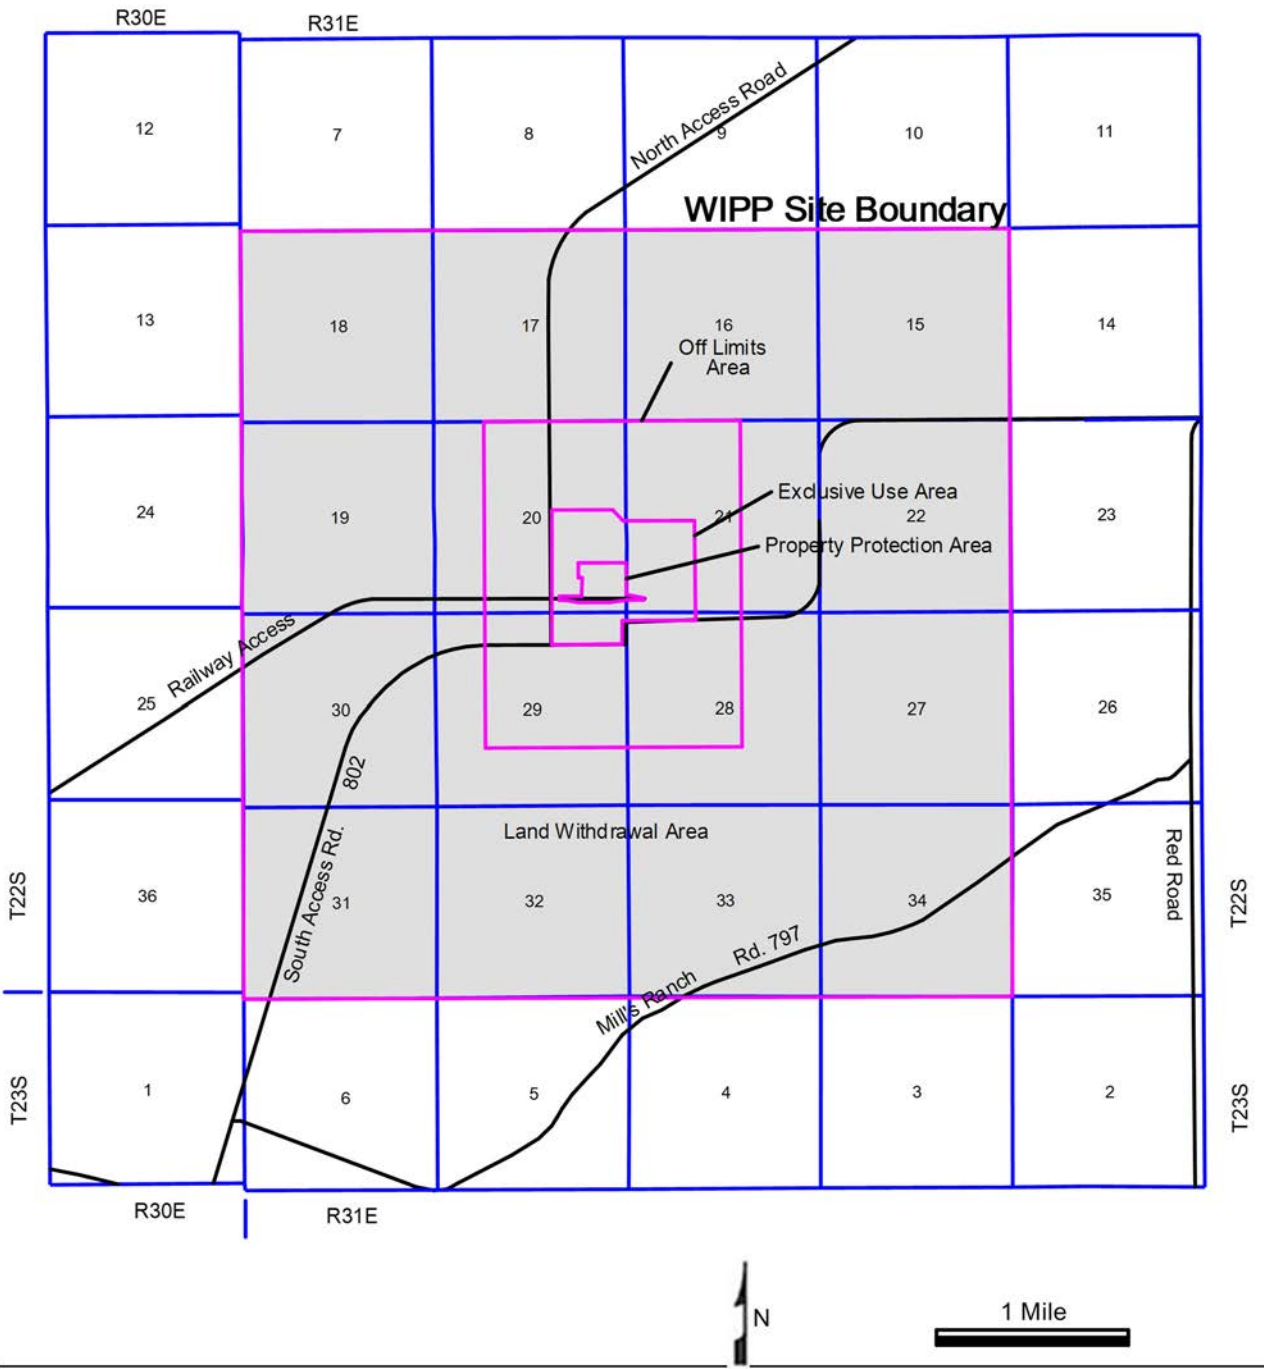 R30E
R31E
12
7
8
North Access Road
9
10
11
WIPP Site Boundary
13
18
17
16
15
14
Off Limits
Area
24
19
20
21
Exclusive Use Area
22
23
Property Protection Area
Railway Access
25
30
29
28
27
26
802
Land Withdrawal Area
South Access Rd.
Red Road
T22S
36
31
32
33
34
35
T22S
Rd. 797
Mill's Ranch
T23S
1
6
5
4
3
2
T23S
R30E
R31E
N
1 Mile